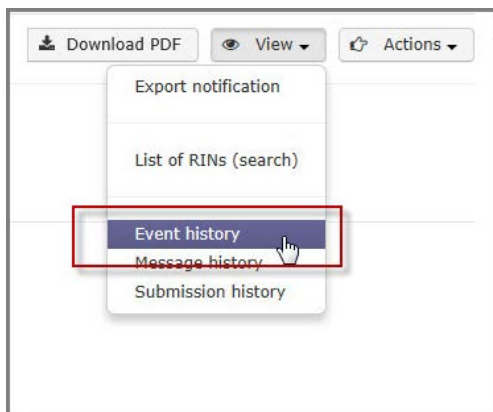 Download PDF View Actions
Export notification
List of RINs (search)
Event history
Message history
Submission history